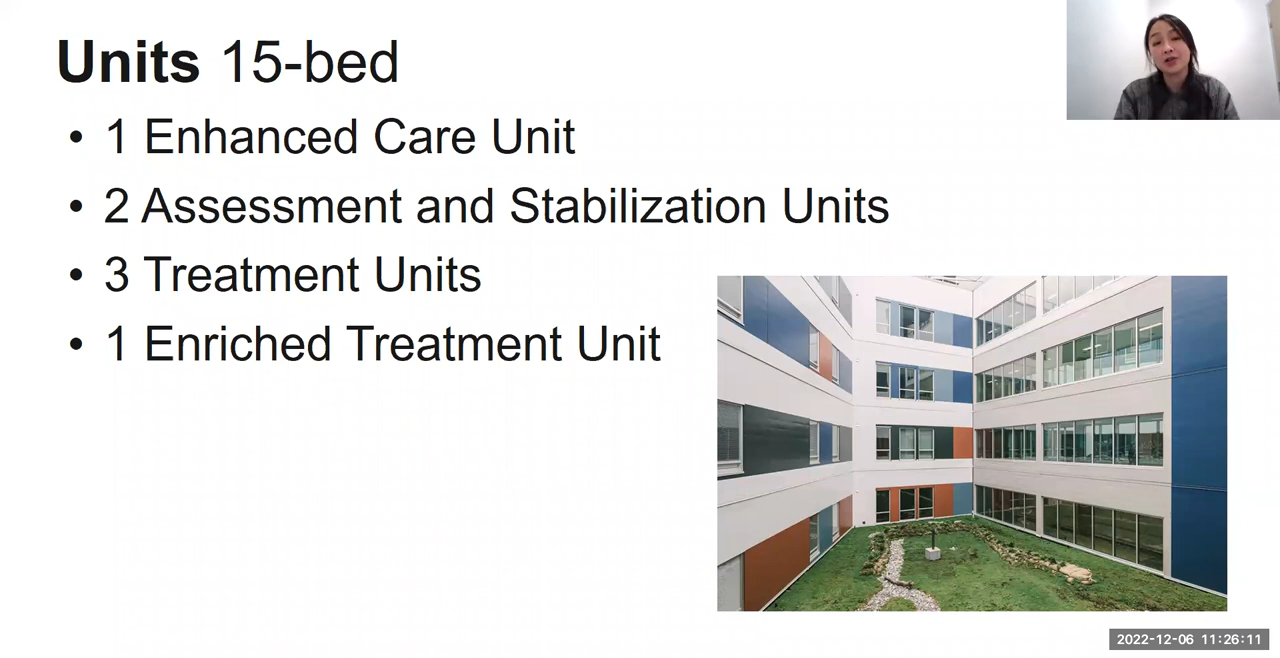 Units 15-bed
• 1 Enhanced Care Unit
• 2 Assessment and Stabilization Units
• 3 Treatment Units
• 1 Enriched Treatment Unit
2022-12-06 11:26:11